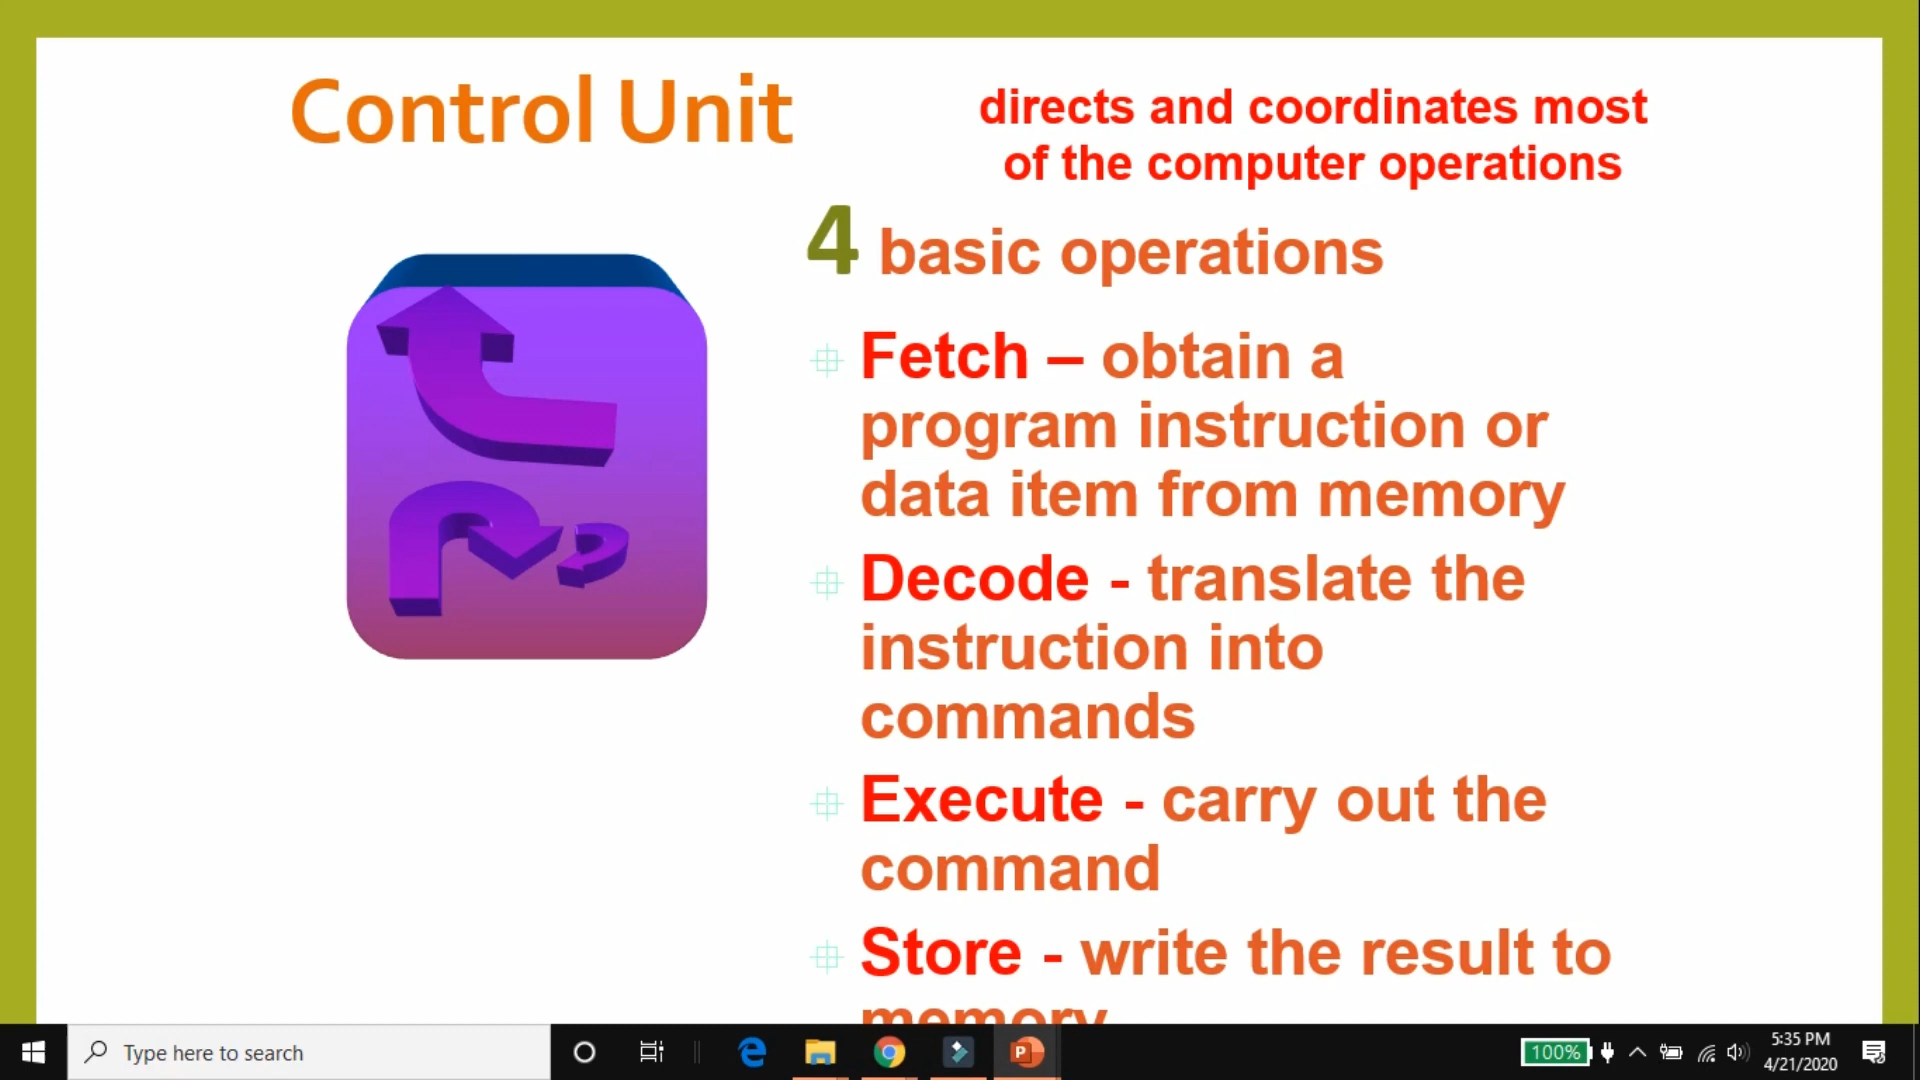 Control Unit
directs and coordinates most
of the computer operations
4 basic operations
Fetch – obtain a
program instruction or
data item from memory
Decode - translate the
instruction into
commands
Execute - carry out the
command
Store - write the result to
memory
Type here to search
100%
5:35 PM
4/21/2020